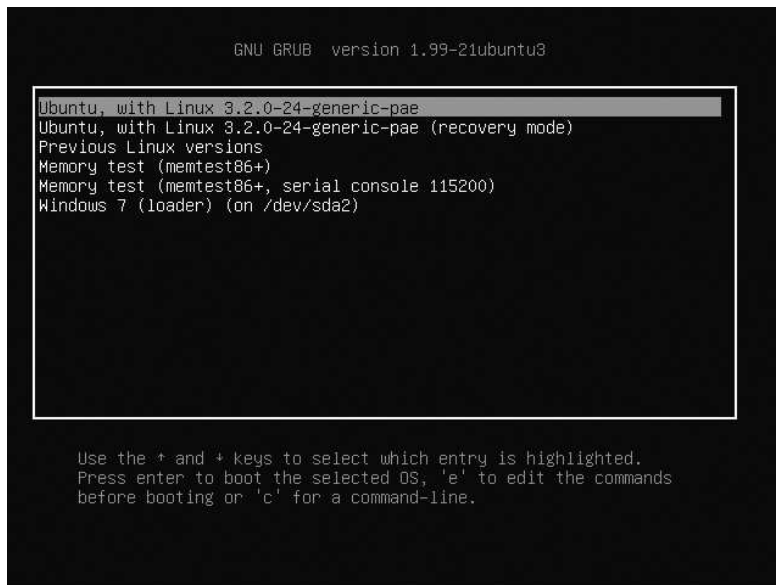 GNU GRUB  version 1.99-21ubuntu3
Ubuntu, with Linux 3.2.0-24-generic-pae
Ubuntu, with Linux 3.2.0-24-generic-pae (recovery mode)
Previous Linux versions
Memory test (memtest86+)
Memory test (memtest86+, serial console 115200)
Windows 7 (loader) (on /dev/sda2)
Use the ↑ and ↓ keys to select which entry is highlighted.
Press enter to boot the selected OS, 'e' to edit the commands
before booting or 'c' for a command-line.